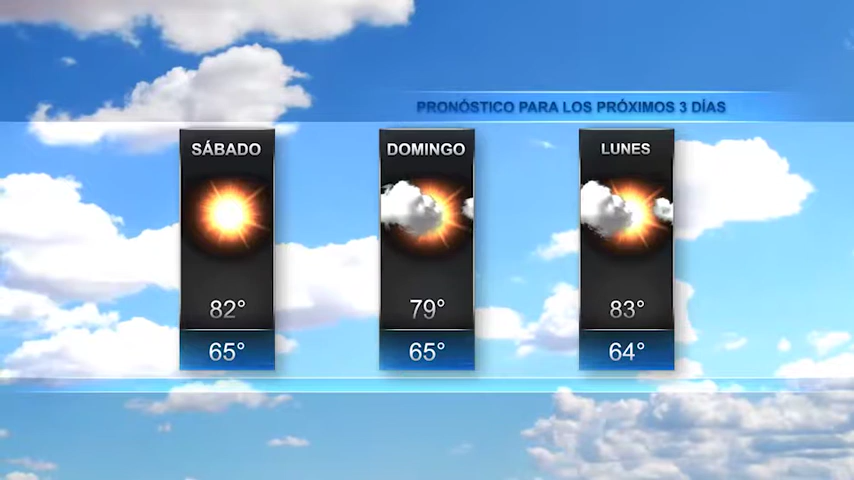 PRONÓSTICO PARA LOS PRÓXIMOS 3 DÍAS
SÁBADO
82°
65°
DOMINGO
79°
65°
LUNES
83°
64°